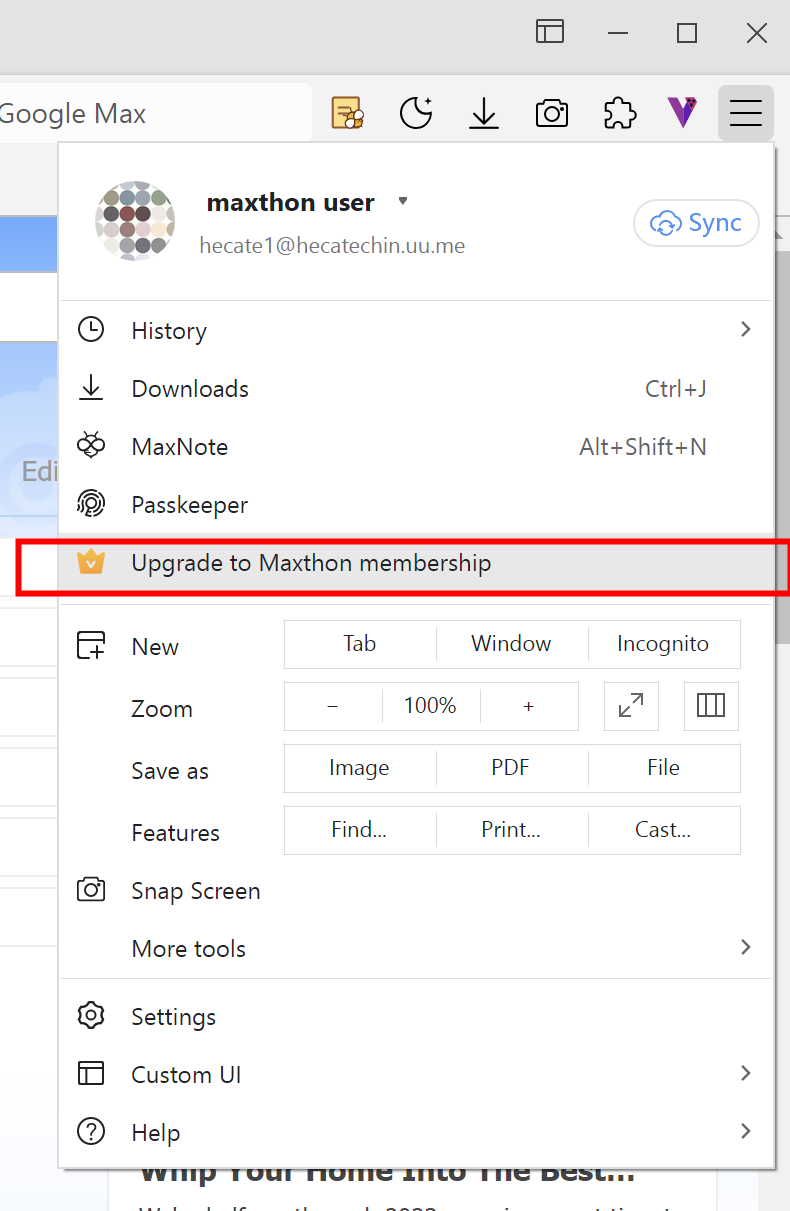 Google Max
maxthon user
hecate1@hecatechin.uu.me
Sync
History
Downloads Ctrl+J
MaxNote Alt+Shift+N
Edi
Passkeeper
Upgrade to Maxthon membership
New Tab Window Incognito
Zoom − 100% +
Save as Image PDF File
Features Find... Print... Cast...
Snap Screen
More tools
Settings
Custom UI
Help
Whip Your Home Into The Best...